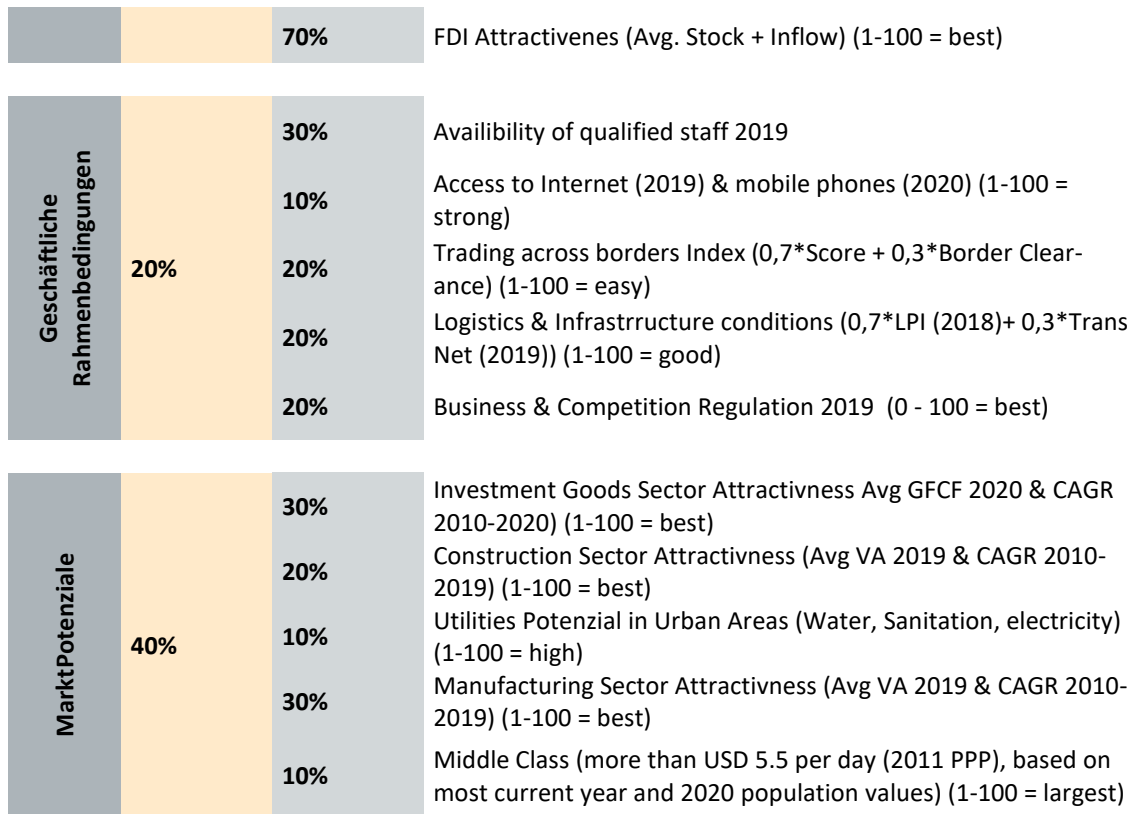 70% FDI Attractivenes (Avg. Stock + Inflow) (1-100 = best)
Geschäftliche
Rahmenbedingungen
20%
30% Availibility of qualified staff 2019
10% Access to Internet (2019) & mobile phones (2020) (1-100 =
strong)
20% Trading across borders Index (0,7*Score + 0,3*Border Clear-
ance) (1-100 = easy)
20% Logistics & Infrastrructure conditions (0,7*LPI (2018)+ 0,3*Trans
Net (2019)) (1-100 = good)
20% Business & Competition Regulation 2019 (0 - 100 = best)
MarktPotenziale
40%
30% Investment Goods Sector Attractivness Avg GFCF 2020 & CAGR
2010-2020) (1-100 = best)
20% Construction Sector Attractivness (Avg VA 2019 & CAGR 2010-
2019) (1-100 = best)
10% Utilities Potenzial in Urban Areas (Water, Sanitation, electricity)
(1-100 = high)
30% Manufacturing Sector Attractivness (Avg VA 2019 & CAGR 2010-
2019) (1-100 = best)
10% Middle Class (more than USD 5.5 per day (2011 PPP), based on
most current year and 2020 population values) (1-100 = largest)